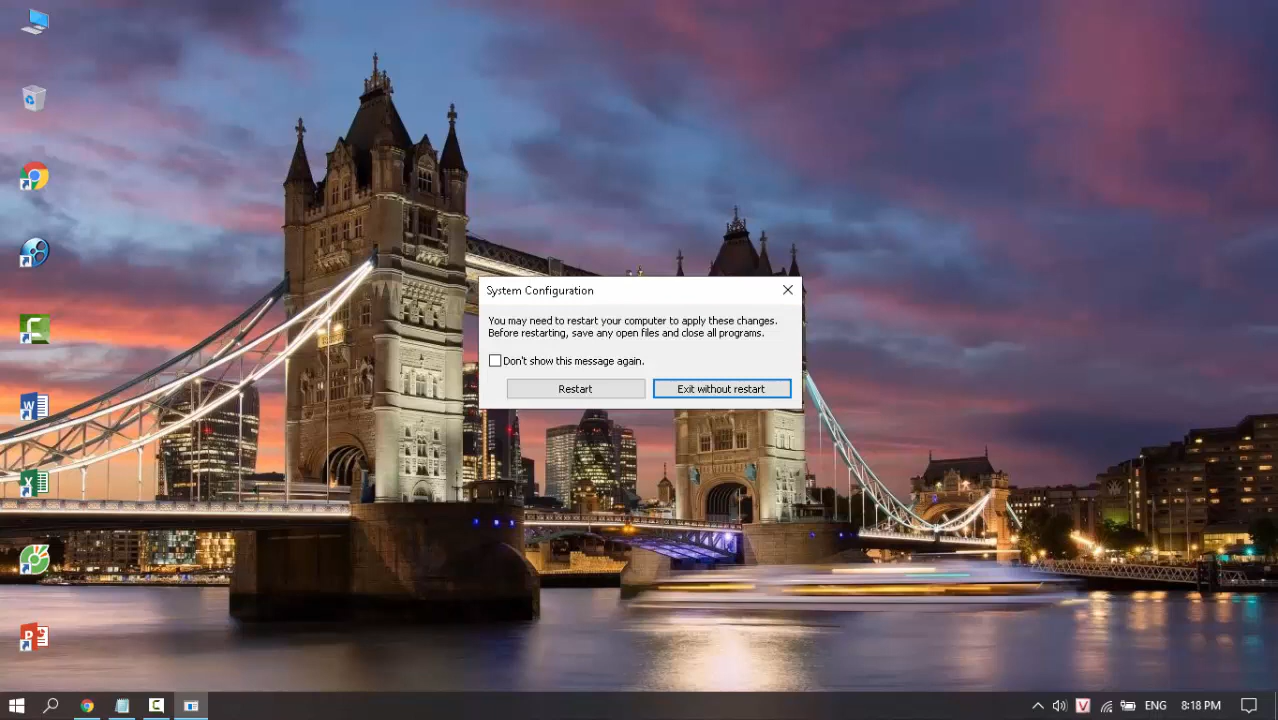 System Configuration
You may need to restart your computer to apply these changes.
Before restarting, save any open files and close all programs.
Don't show this message again.
Restart
Exit without restart
V
ENG
8:18 PM